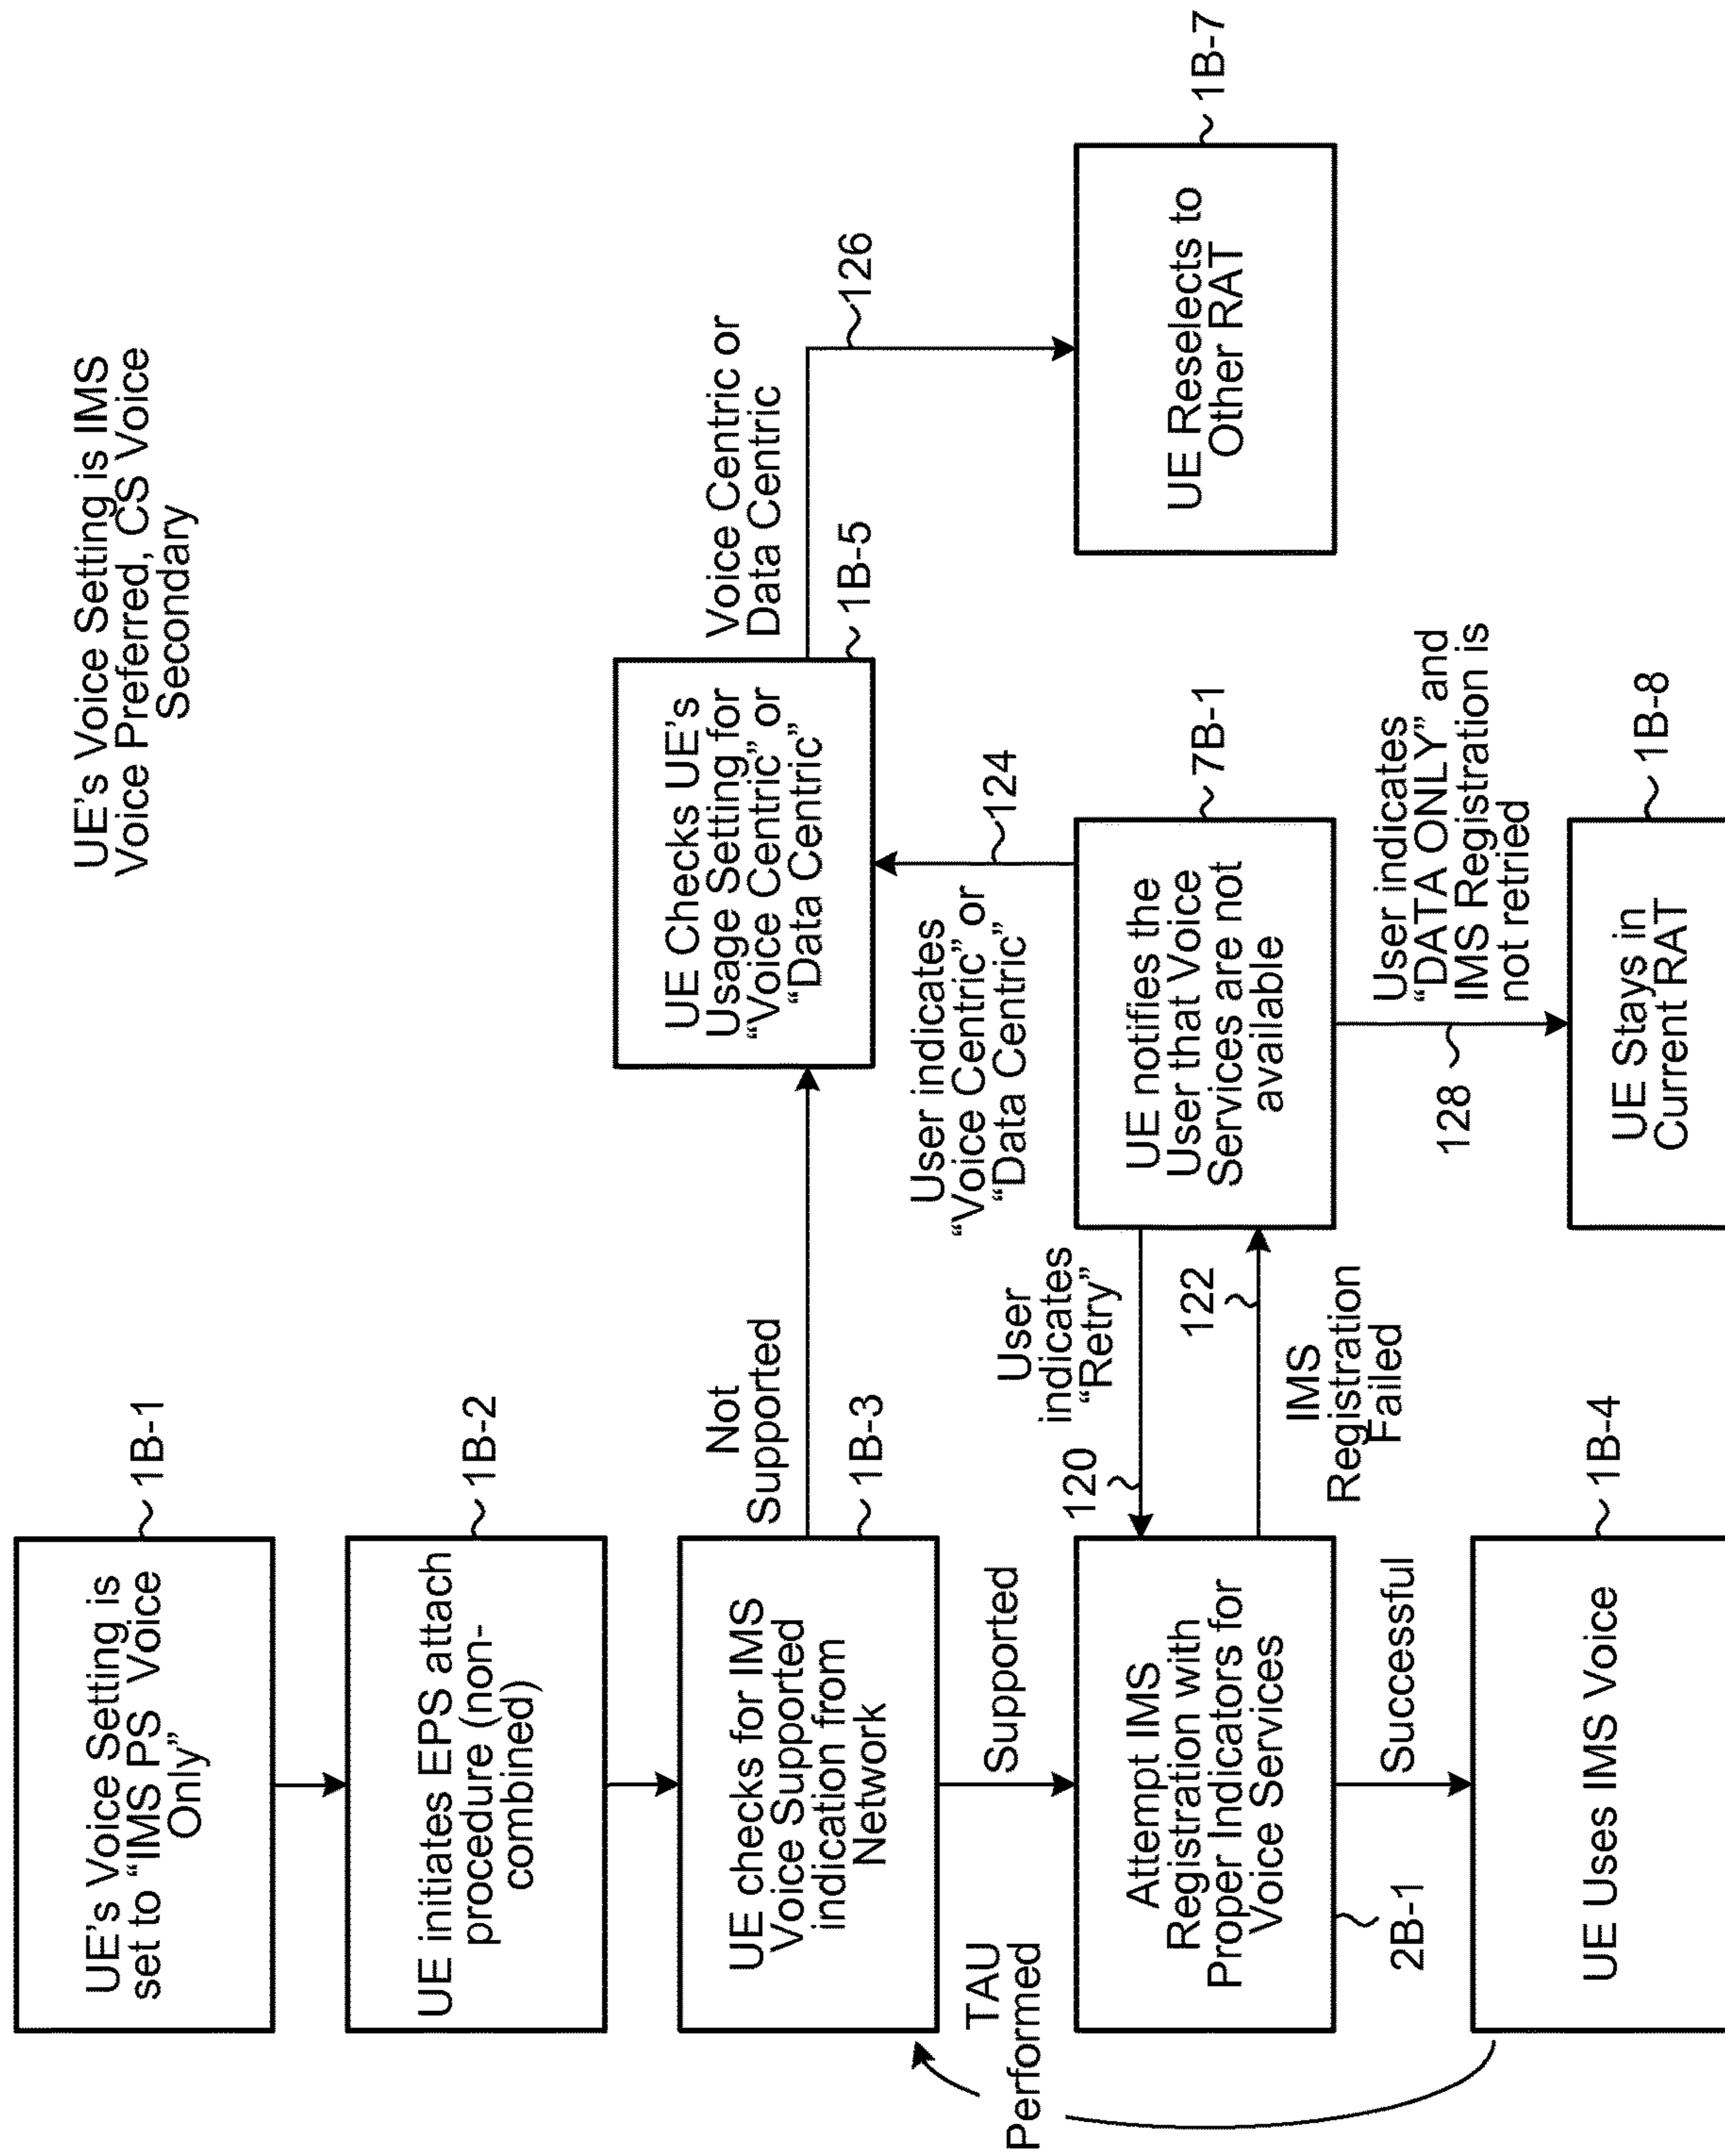 UE's Voice Setting is IMS
Voice Preferred, CS Voice
Secondary
UE's Voice Setting is
set to “IMS PS Voice
Only”
1B-1
UE initiates EPS attach
procedure (non-
combined)
1B-2
UE checks for IMS
Voice Supported
indication from
Network
1B-3
Not
Supported
UE Checks UE's
Usage Setting for
“Voice Centric” or
“Data Centric”
1B-5
Voice Centric or
Data Centric
126
UE Reselects to
Other RAT
1B-7
TAU
Performed
Supported
Attempt IMS
Registration with
Proper Indicators for
Voice Services
2B-1
120
User
indicates
“Retry”
122
IMS
Registration
Failed
User indicates
“Voice Centric” or
“Data Centric”
124
UE notifies the
User that Voice
Services are not
available
7B-1
Successful
UE Uses IMS Voice
1B-4
128
User indicates
“DATA ONLY” and
IMS Registration is
not retried
UE Stays in
Current RAT
1B-8